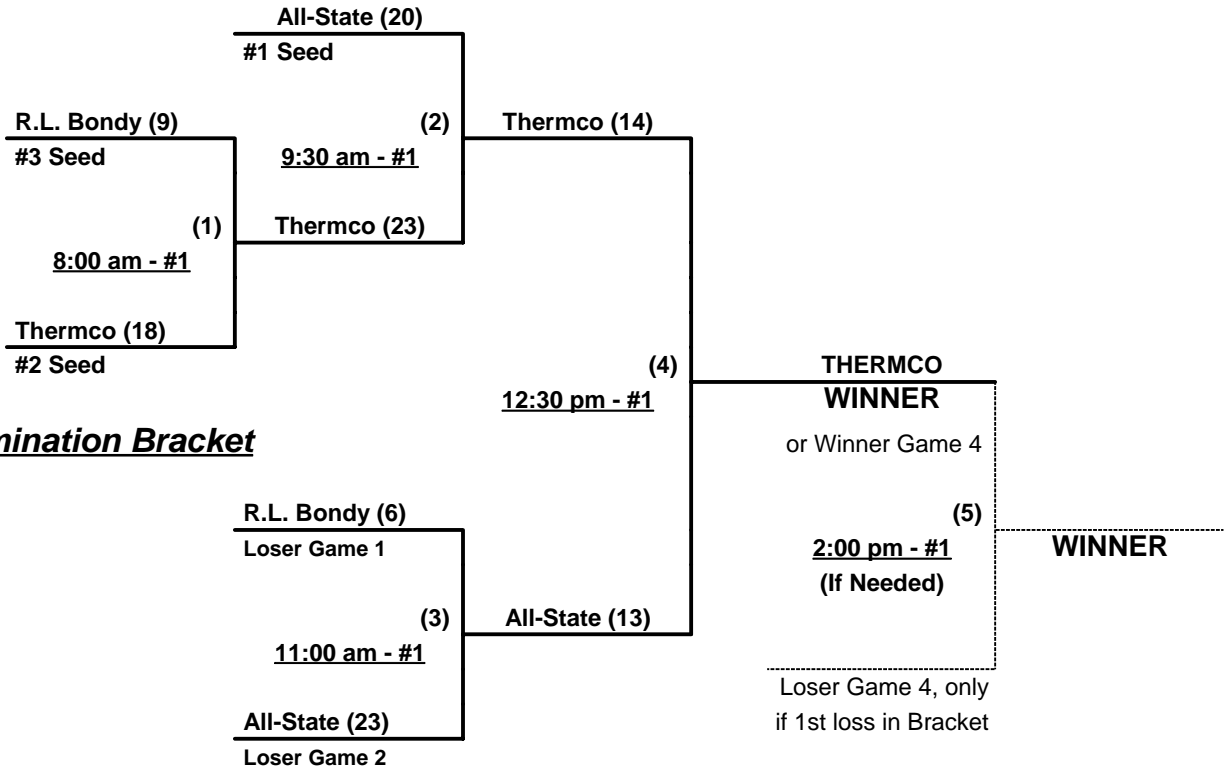 All-State (20)
#1 Seed
R.L. Bondy (9)
(2)
Thermco (14)
#3 Seed
9:30 am - #1
(1)
Thermco (23)
8:00 am - #1
Thermco (18)
#2 Seed
(4)
THERMCO
12:30 pm - #1
WINNER
mination Bracket
or Winner Game 4
R.L. Bondy (6)
(5)
Loser Game 1
2:00 pm - #1
WINNER
(If Needed)
(3)
All-State (13)
11:00 am - #1
Loser Game 4, only
All-State (23)
if 1st loss in Bracket
Loser Game 2